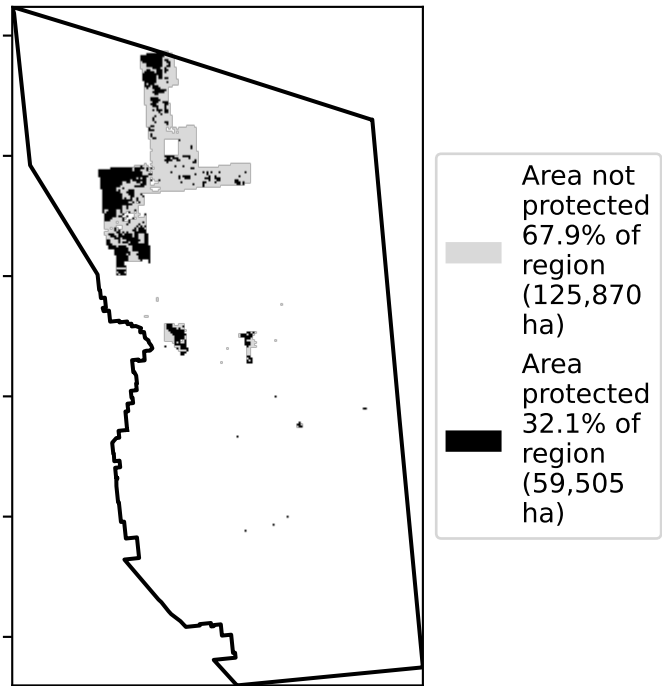 Area not
protected
67.9% of
region
(125,870
ha)
Area
protected
32.1% of
region
(59,505
ha)